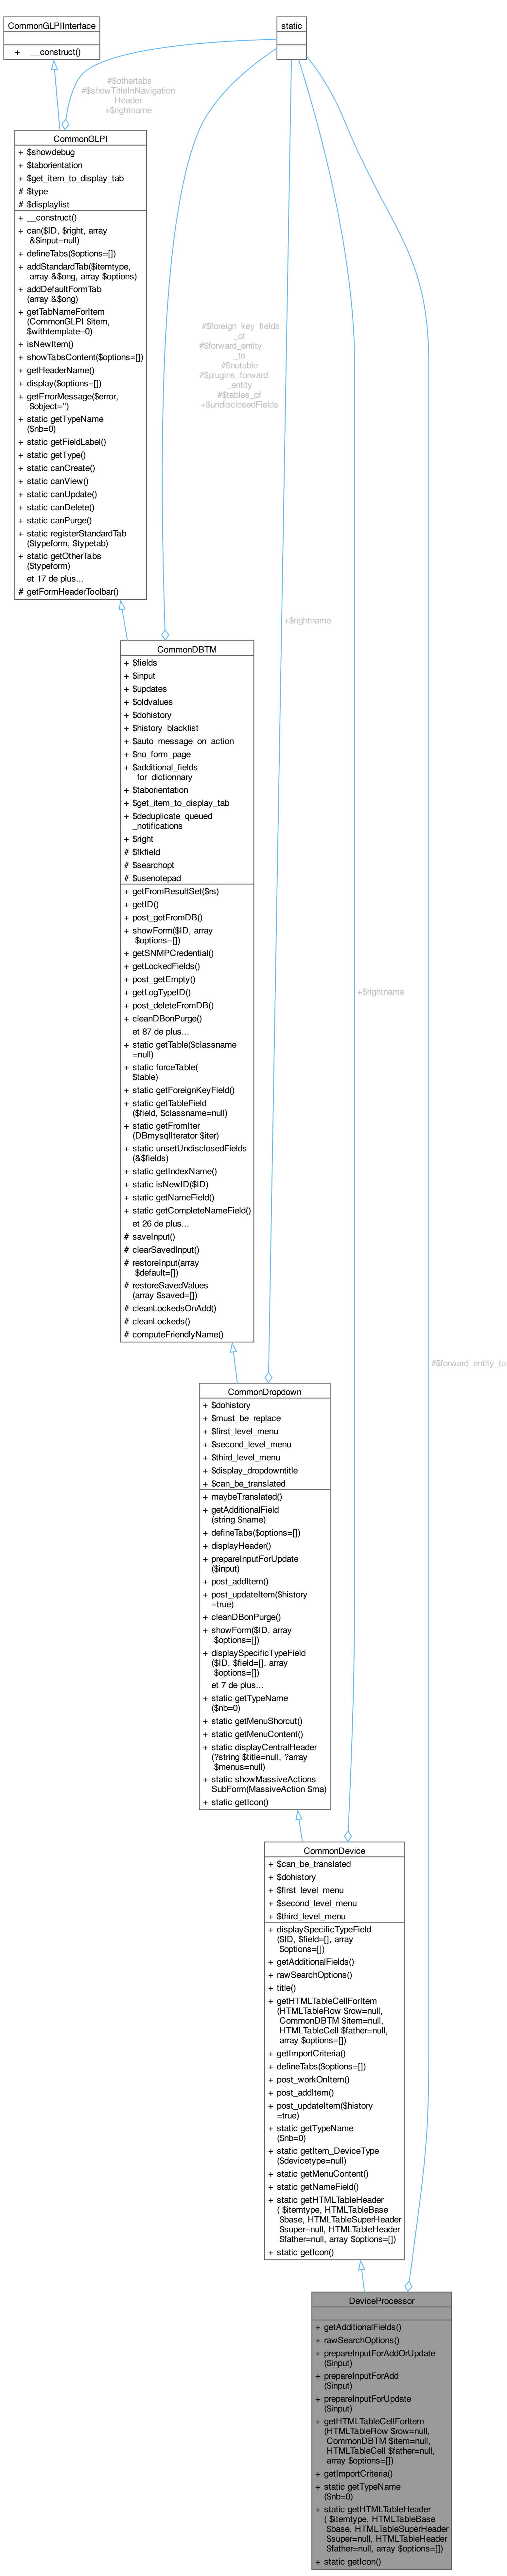 CommonGLPIInterface
+ __construct()
static
#$othertabs
#$showTitleInNavigation
Header
+$rightname
CommonGLPI
+ $showdebug
+ $taborientation
+ $get_item_to_display_tab
# $type
# $displaylist
+ __construct()
+ can($ID, $right, array
&$input=null)
+ defineTabs($options=[])
+ addStandardTab($itemtype,
array &$ong, array $options)
+ addDefaultFormTab
(array &$ong)
+ getTabNameForItem
(CommonGLPI $item,
$withtemplate=0)
+ isNewItem()
+ showTabsContent($options=[])
+ getHeaderName()
+ display($options=[])
+ getErrorMessage($error,
$object='')
+ static getTypeName
($nb=0)
+ static getFieldLabel()
+ static getType()
+ static canCreate()
+ static canView()
+ static canUpdate()
+ static canDelete()
+ static canPurge()
+ static registerStandardTab
($typeform, $typetab)
+ static getOtherTabs
($typeform)
et 17 de plus...
# getFormHeaderToolbar()
#$foreign_key_fields
_of
#$forward_entity
_to
#$notable
#$plugins_forward
_entity
#$tables_of
+$undisclosedFields
+$rightname
CommonDBTM
+ $fields
+ $input
+ $updates
+ $oldvalues
+ $dohistory
+ $history_blacklist
+ $auto_message_on_action
+ $no_form_page
+ $additional_fields
_for_dictionnary
+ $taborientation
+ $get_item_to_display_tab
+ $deduplicate_queued
_notifications
+ $right
# $fkfield
# $searchopt
# $usenotepad
+ getFromResultSet($rs)
+ getID()
+ post_getFromDB()
+ showForm($ID, array
$options=[])
+ getSNMPCredential()
+ getLockedFields()
+ post_getEmpty()
+ getLogTypeID()
+ post_deleteFromDB()
+ cleanDBonPurge()
et 87 de plus...
+ static getTable($classname
=null)
+ static forceTable(
$table)
+ static getForeignKeyField()
+ static getTableField
($field, $classname=null)
+ static getFromIter
(DBmysqlIterator $iter)
+ static unsetUndisclosedFields
(&$fields)
+ static getIndexName()
+ static isNewID($ID)
+ static getNameField()
+ static getCompleteNameField()
et 26 de plus...
# saveInput()
# clearSavedInput()
# restoreInput(array
$default=[])
# restoreSavedValues
(array $saved=[])
# cleanLockedsOnAdd()
# cleanLockeds()
# computeFriendlyName()
+$rightname
#$forward_entity_to
CommonDropdown
+ $dohistory
+ $must_be_replace
+ $first_level_menu
+ $second_level_menu
+ $third_level_menu
+ $display_dropdowntitle
+ $can_be_translated
+ maybeTranslated()
+ getAdditionalField
(string $name)
+ defineTabs($options=[])
+ displayHeader()
+ prepareInputForUpdate
($input)
+ post_addItem()
+ post_updateItem($history
=true)
+ cleanDBonPurge()
+ showForm($ID, array
$options=[])
+ displaySpecificTypeField
($ID, $field=[], array
$options=[])
et 7 de plus...
+ static getTypeName
($nb=0)
+ static getMenuShorcut()
+ static getMenuContent()
+ static displayCentralHeader
(?string $title=null, ?array
$menus=null)
+ static showMassiveActions
SubForm(MassiveAction $ma)
+ static getIcon()
CommonDevice
+ $can_be_translated
+ $dohistory
+ $first_level_menu
+ $second_level_menu
+ $third_level_menu
+ displaySpecificTypeField
($ID, $field=[], array
$options=[])
+ getAdditionalFields()
+ rawSearchOptions()
+ title()
+ getHTMLTableCellForItem
(HTMLTableRow $row=null,
CommonDBTM $item=null,
HTMLTableCell $father=null,
array $options=[])
+ getImportCriteria()
+ defineTabs($options=[])
+ post_workOnItem()
+ post_addItem()
+ post_updateItem($history
=true)
+ static getTypeName
($nb=0)
+ static getItem_DeviceType
($devicetype=null)
+ static getMenuContent()
+ static getNameField()
+ static getHTMLTableHeader
( $itemtype, HTMLTableBase
$base, HTMLTableSuperHeader
$super=null, HTMLTableHeader
$father=null, array $options=[])
+ static getIcon()
DeviceProcessor
+ getAdditionalFields()
+ rawSearchOptions()
+ prepareInputForAddOrUpdate
($input)
+ prepareInputForAdd
($input)
+ prepareInputForUpdate
($input)
+ getHTMLTableCellForItem
(HTMLTableRow $row=null,
CommonDBTM $item=null,
HTMLTableCell $father=null,
array $options=[])
+ getImportCriteria()
+ static getTypeName
($nb=0)
+ static getHTMLTableHeader
( $itemtype, HTMLTableBase
$base, HTMLTableSuperHeader
$super=null, HTMLTableHeader
$father=null, array $options=[])
+ static getIcon()